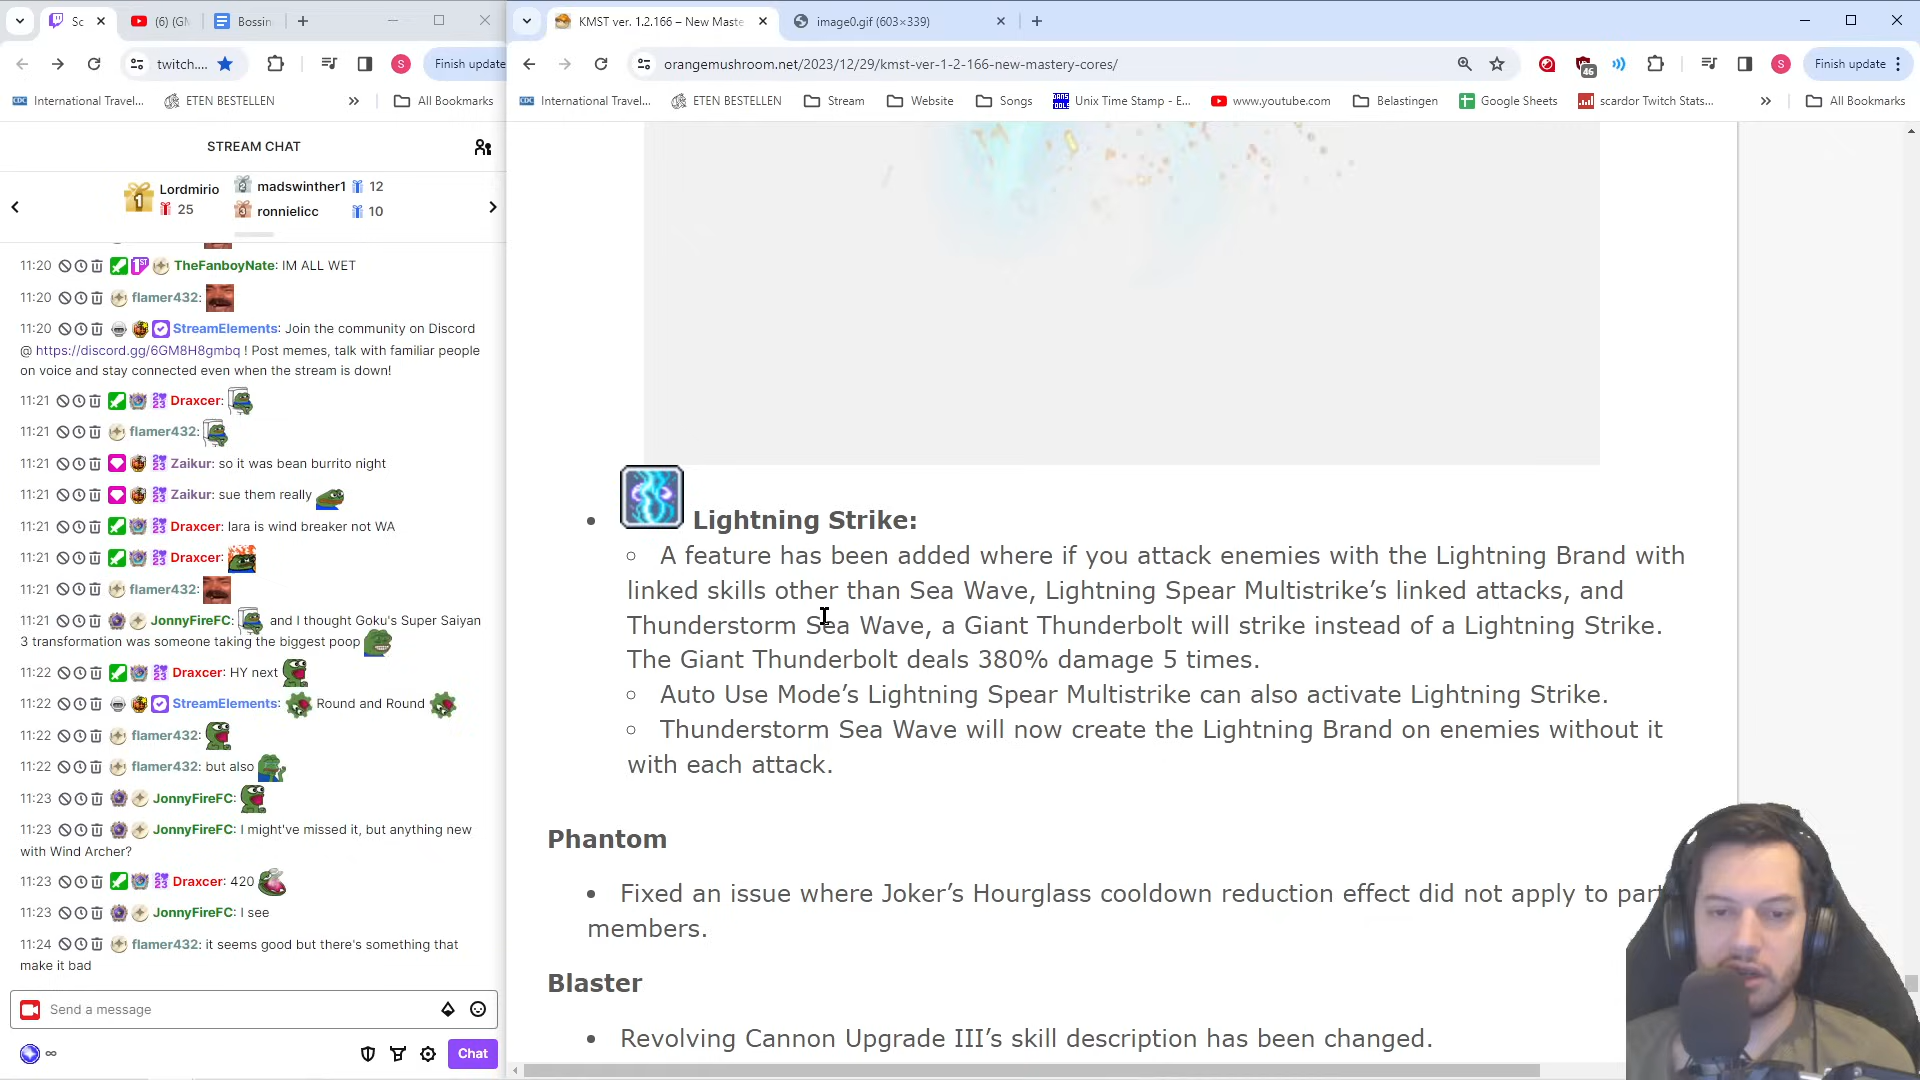 Sc
(6) (GM
Bossin
KMST ver. 1.2.166 – New Maste
image0.gif (603×339)
twitch....
S
Finish update
orangemushroom.net/2023/12/29/kmst-ver-1-2-166-new-mastery-cores/
46
S
Finish update
International Travel...
ETEN BESTELLEN
All Bookmarks
International Travel...
ETEN BESTELLEN
Stream
Website
Songs
Unix Time Stamp - E...
www.youtube.com
Belastingen
Google Sheets
scardor Twitch Stats...
All Bookmarks
STREAM CHAT
1
Lordmirio
25
2
madswinther1
12
3
ronnielicc
10
11:20 TheFanboyNate: IM ALL WET
11:20 flamer432:
11:20 StreamElements: Join the community on Discord
@ https://discord.gg/6GM8H8gmbq ! Post memes, talk with familiar people
on voice and stay connected even when the stream is down!
11:21 Draxcer:
11:21 flamer432:
11:21 Zaikur: so it was bean burrito night
11:21 Zaikur: sue them really
11:21 Draxcer: lara is wind breaker not WA
11:21 Draxcer:
11:21 flamer432:
11:21 JonnyFireFC: and I thought Goku's Super Saiyan
3 transformation was someone taking the biggest poop
11:22 Draxcer: HY next
11:22 StreamElements: Round and Round
11:22 flamer432:
11:22 flamer432: but also
11:23 JonnyFireFC:
11:23 JonnyFireFC: I might've missed it, but anything new
with Wind Archer?
11:23 Draxcer: 420
11:23 JonnyFireFC: I see
11:24 flamer432: it seems good but there's something that
make it bad
Send a message
∞
Chat
Lightning Strike:
A feature has been added where if you attack enemies with the Lightning Brand with
linked skills other than Sea Wave, Lightning Spear Multistrike's linked attacks, and
Thunderstorm Sea Wave, a Giant Thunderbolt will strike instead of a Lightning Strike.
The Giant Thunderbolt deals 380% damage 5 times.
Auto Use Mode's Lightning Spear Multistrike can also activate Lightning Strike.
Thunderstorm Sea Wave will now create the Lightning Brand on enemies without it
with each attack.
Phantom
Fixed an issue where Joker's Hourglass cooldown reduction effect did not apply to part
members.
Blaster
Revolving Cannon Upgrade III's skill description has been changed.